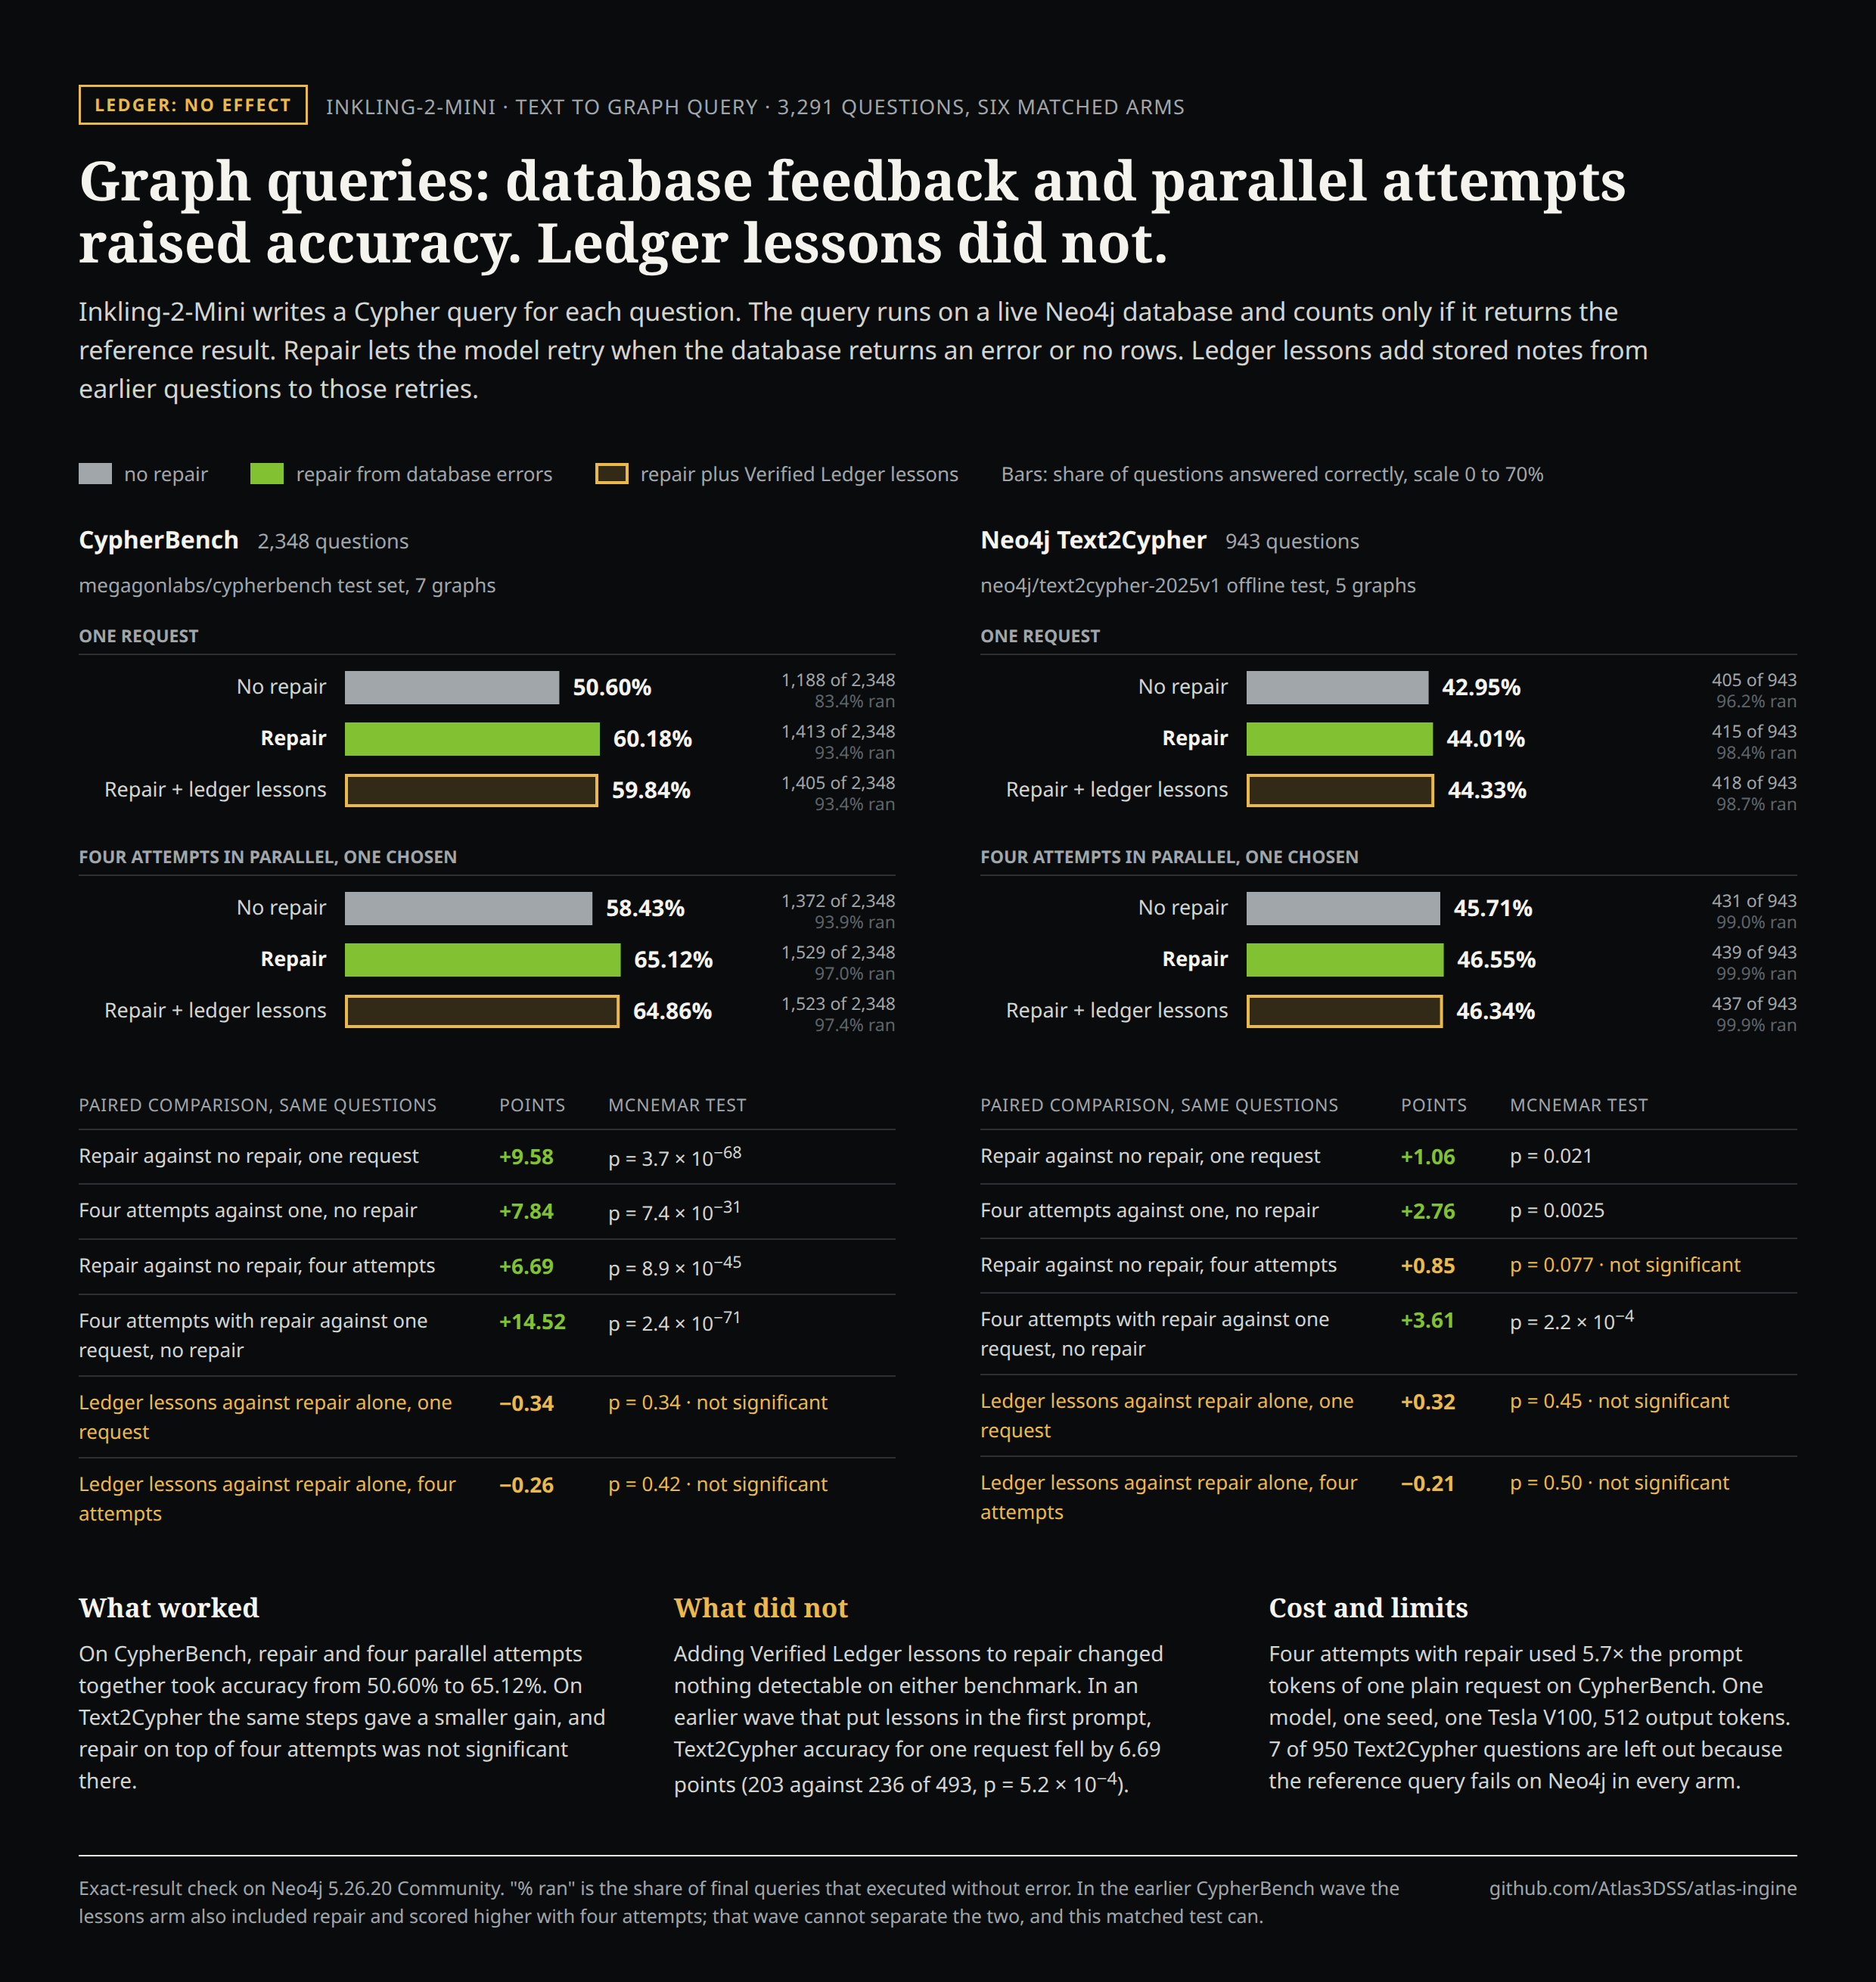 LEDGER: NO EFFECT
INKLING-2-MINI · TEXT TO GRAPH QUERY · 3,291 QUESTIONS, SIX MATCHED ARMS
Graph queries: database feedback and parallel attempts
raised accuracy. Ledger lessons did not.
Inkling-2-Mini writes a Cypher query for each question. The query runs on a live Neo4j database and counts only if it returns the
reference result. Repair lets the model retry when the database returns an error or no rows. Ledger lessons add stored notes from
earlier questions to those retries.
no repair
repair from database errors
repair plus Verified Ledger lessons
Bars: share of questions answered correctly, scale 0 to 70%
CypherBench 2,348 questions
megagonlabs/cypherbench test set, 7 graphs
ONE REQUEST
No repair 50.60% 1,188 of 2,348
83.4% ran
Repair 60.18% 1,413 of 2,348
93.4% ran
Repair + ledger lessons 59.84% 1,405 of 2,348
93.4% ran
FOUR ATTEMPTS IN PARALLEL, ONE CHOSEN
No repair 58.43% 1,372 of 2,348
93.9% ran
Repair 65.12% 1,529 of 2,348
97.0% ran
Repair + ledger lessons 64.86% 1,523 of 2,348
97.4% ran
PAIRED COMPARISON, SAME QUESTIONS POINTS MCNEMAR TEST
Repair against no repair, one request +9.58 p = 3.7 × 10⁻⁶⁸
Four attempts against one, no repair +7.84 p = 7.4 × 10⁻³¹
Repair against no repair, four attempts +6.69 p = 8.9 × 10⁻⁴⁵
Four attempts with repair against one +14.52 p = 2.4 × 10⁻⁷¹
request, no repair
Ledger lessons against repair alone, one −0.34 p = 0.34 · not significant
request
Ledger lessons against repair alone, four −0.26 p = 0.42 · not significant
attempts
Neo4j Text2Cypher 943 questions
neo4j/text2cypher-2025v1 offline test, 5 graphs
ONE REQUEST
No repair 42.95% 405 of 943
96.2% ran
Repair 44.01% 415 of 943
98.4% ran
Repair + ledger lessons 44.33% 418 of 943
98.7% ran
FOUR ATTEMPTS IN PARALLEL, ONE CHOSEN
No repair 45.71% 431 of 943
99.0% ran
Repair 46.55% 439 of 943
99.9% ran
Repair + ledger lessons 46.34% 437 of 943
99.9% ran
PAIRED COMPARISON, SAME QUESTIONS POINTS MCNEMAR TEST
Repair against no repair, one request +1.06 p = 0.021
Four attempts against one, no repair +2.76 p = 0.0025
Repair against no repair, four attempts +0.85 p = 0.077 · not significant
Four attempts with repair against one +3.61 p = 2.2 × 10⁻⁴
request, no repair
Ledger lessons against repair alone, one +0.32 p = 0.45 · not significant
request
Ledger lessons against repair alone, four −0.21 p = 0.50 · not significant
attempts
What worked
On CypherBench, repair and four parallel attempts
together took accuracy from 50.60% to 65.12%. On
Text2Cypher the same steps gave a smaller gain, and
repair on top of four attempts was not significant
there.
What did not
Adding Verified Ledger lessons to repair changed
nothing detectable on either benchmark. In an
earlier wave that put lessons in the first prompt,
Text2Cypher accuracy for one request fell by 6.69
points (203 against 236 of 493, p = 5.2 × 10⁻⁴).
Cost and limits
Four attempts with repair used 5.7× the prompt
tokens of one plain request on CypherBench. One
model, one seed, one Tesla V100, 512 output tokens.
7 of 950 Text2Cypher questions are left out because
the reference query fails on Neo4j in every arm.
Exact-result check on Neo4j 5.26.20 Community. "% ran" is the share of final queries that executed without error. In the earlier CypherBench wave the
lessons arm also included repair and scored higher with four attempts; that wave cannot separate the two, and this matched test can.
github.com/Atlas3DSS/atlas-ingine